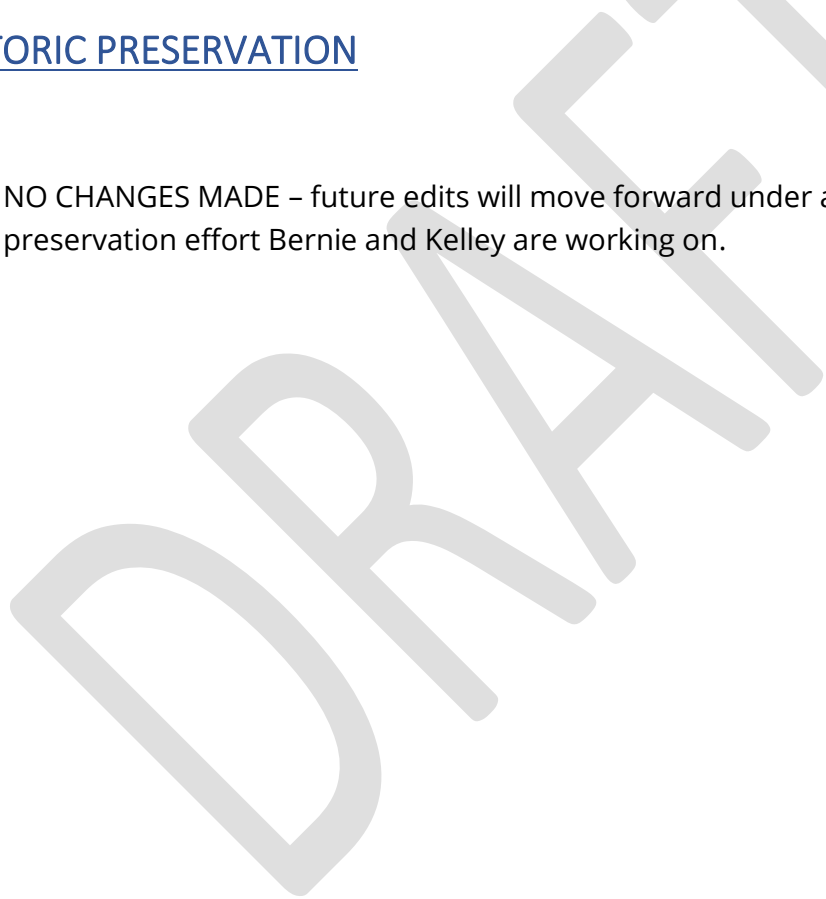 TORIC PRESERVATION
NO CHANGES MADE – future edits will move forward under a
preservation effort Bernie and Kelley are working on.
DRAFT